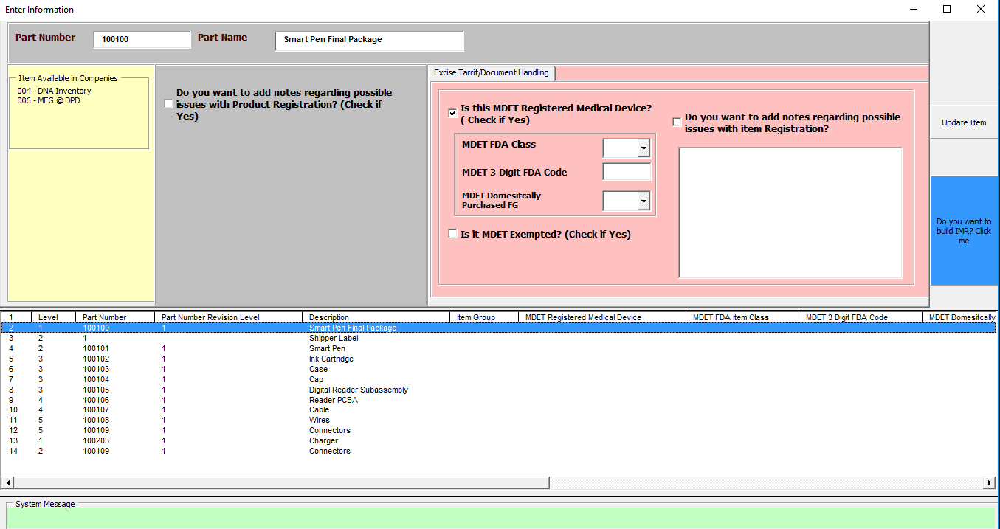 Enter Information
Part Number 100100 Part Name Smart Pen Final Package
Item Available in Companies
004 - DNA Inventory
006 - MFG @ DPD
Do you want to add notes regarding possible
issues with Product Registration? (Check if
Yes)
Excise Tarrif/Document Handling
Is this MDET Registered Medical Device?
( Check if Yes)
MDET FDA Class
MDET 3 Digit FDA Code
MDET Domesitcally
Purchased FG
Is it MDET Exempted? (Check if Yes)
Do you want to add notes regarding possible
issues with item Registration?
Update Item
Do you want to
build IMR? Click
me
1 Level Part Number Part Number Revision Level Description Item Group MDET Registered Medical Device MDET FDA Item Class MDET 3 Digit FDA Code MDET Domesitcally
2 1 100100 1 Smart Pen Final Package
3 2 1 Shipper Label
4 2 100101 1 Smart Pen
5 3 100102 1 Ink Cartridge
6 3 100103 1 Case
7 3 100104 1 Cap
8 3 100105 1 Digital Reader Subassembly
9 4 100106 1 Reader PCBA
10 4 100107 1 Cable
11 5 100108 1 Wires
12 5 100109 1 Connectors
13 1 100203 1 Charger
14 2 100109 1 Connectors
System Message